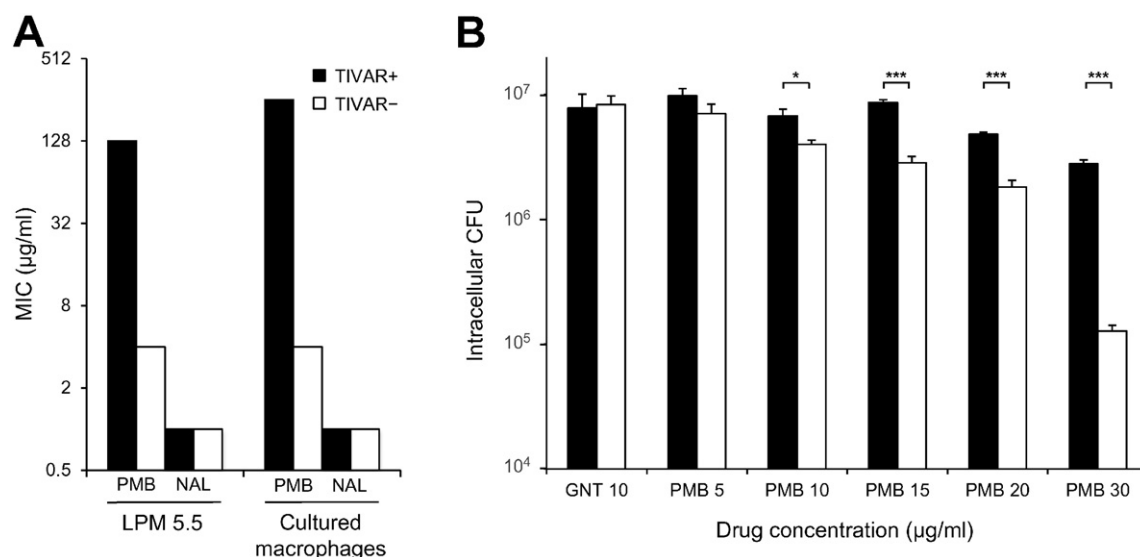 A
512
128
32
8
2
0.5
MIC (µg/ml)
TIVAR+
TIVAR−
PMB NAL PMB NAL
LPM 5.5 Cultured
macrophages
B
10⁷
10⁶
10⁵
10⁴
Intracellular CFU
* *** *** ***
GNT 10 PMB 5 PMB 10 PMB 15 PMB 20 PMB 30
Drug concentration (µg/ml)